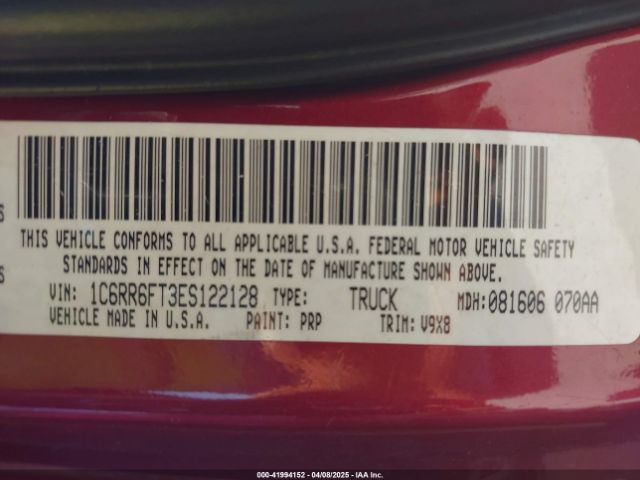 THIS VEHICLE CONFORMS TO ALL APPLICABLE U.S.A. FEDERAL MOTOR VEHICLE SAFETY
STANDARDS IN EFFECT ON THE DATE OF MANUFACTURE SHOWN ABOVE.
VIN: 1C6RR6FT3ES122128 TYPE: TRUCK MDH:081606 070AA
VEHICLE MADE IN U.S.A. PAINT: PRP TRIM: V9X8
000-41994152 - 04/08/2025 - IAA Inc.